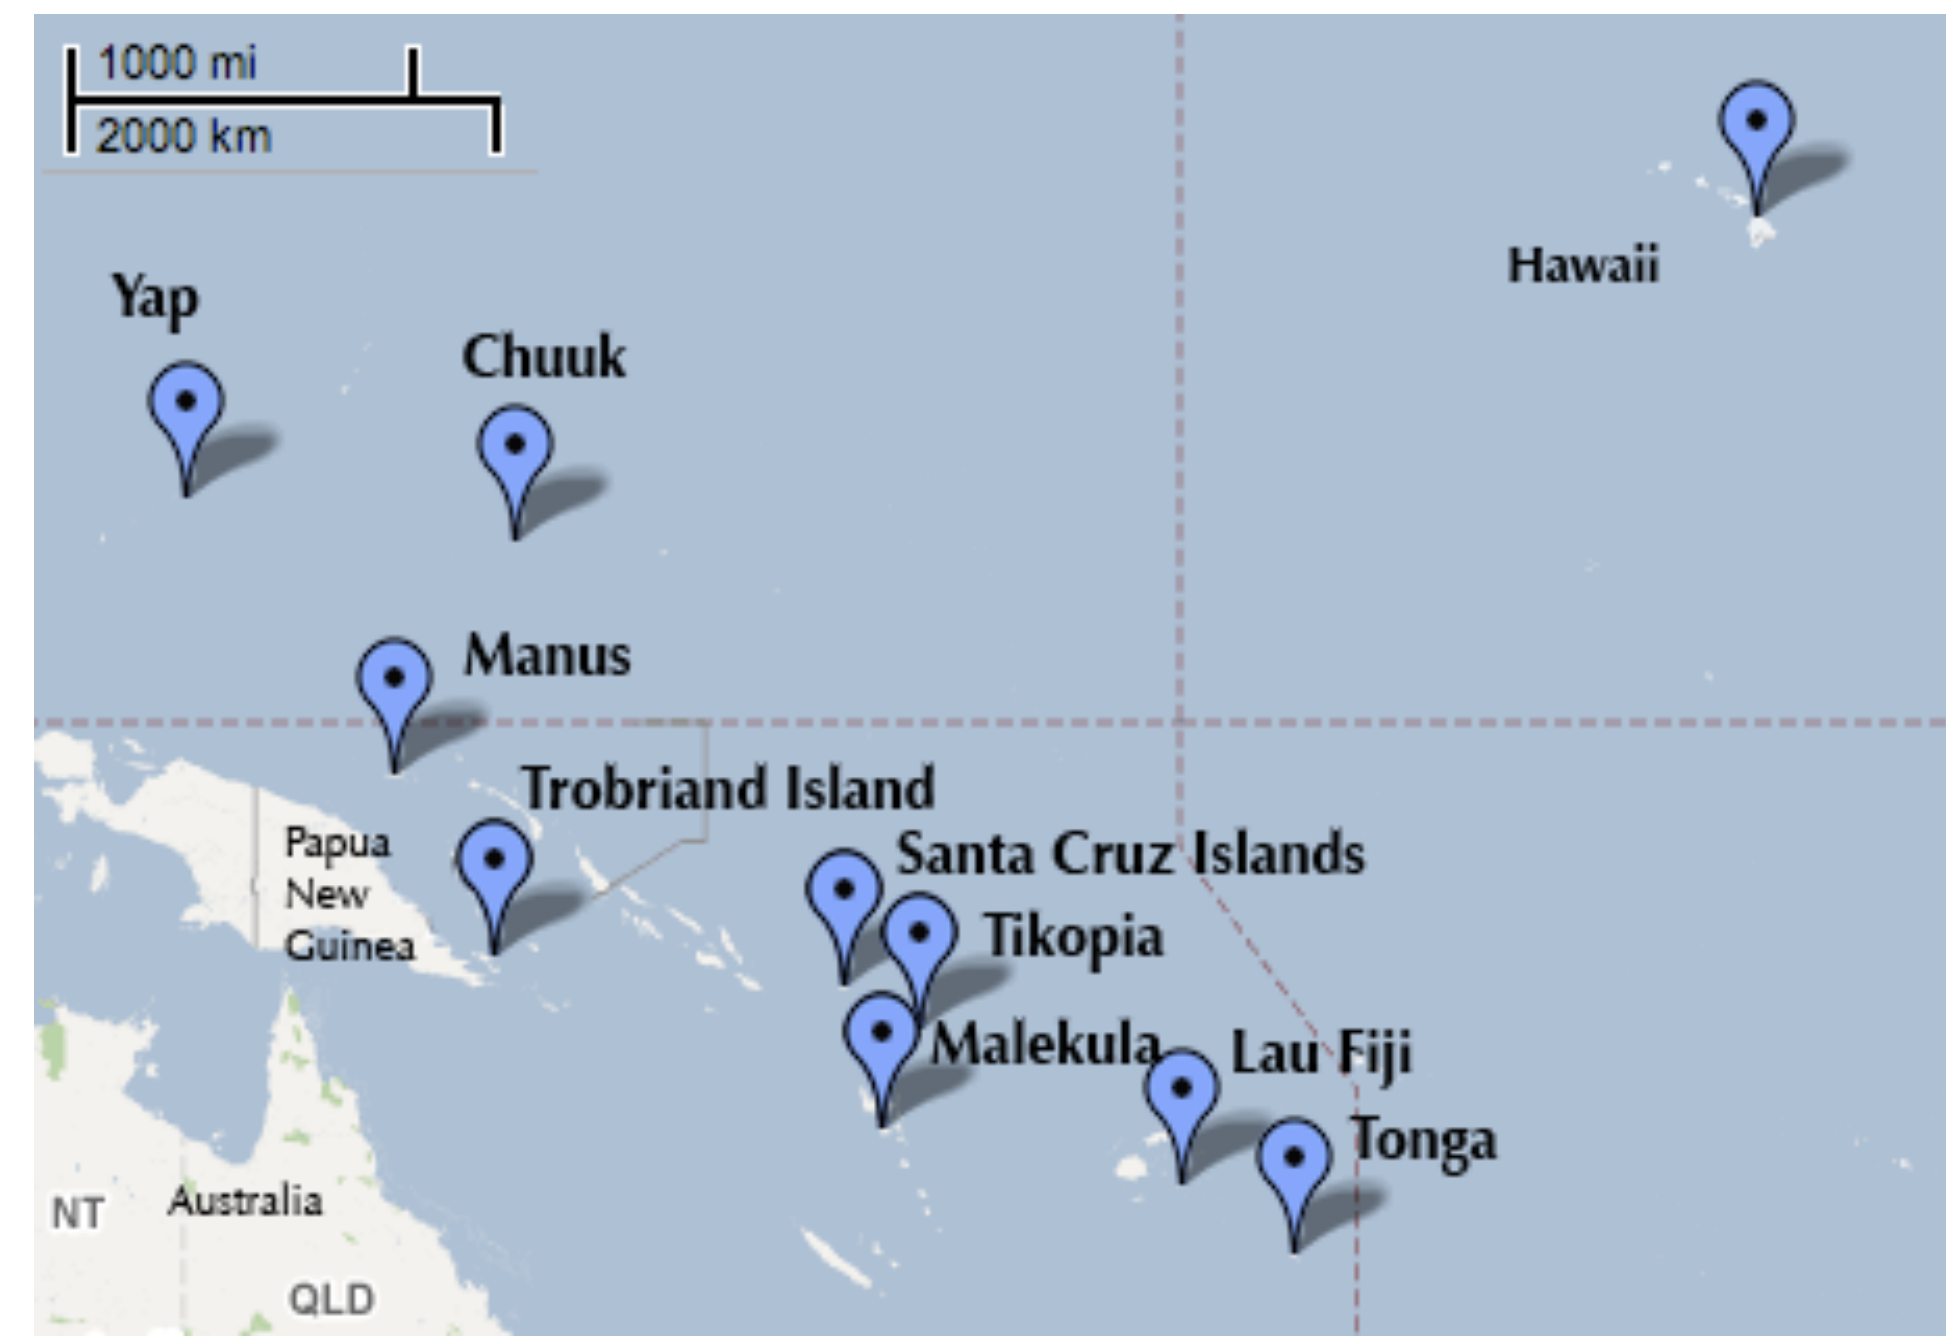 1000 mi
2000 km
Hawaii
Yap
Chuuk
Manus
Trobriand Island
Papua
New
Guinea
Santa Cruz Islands
Tikopia
Malekula
Lau Fiji
Tonga
NT
Australia
QLD